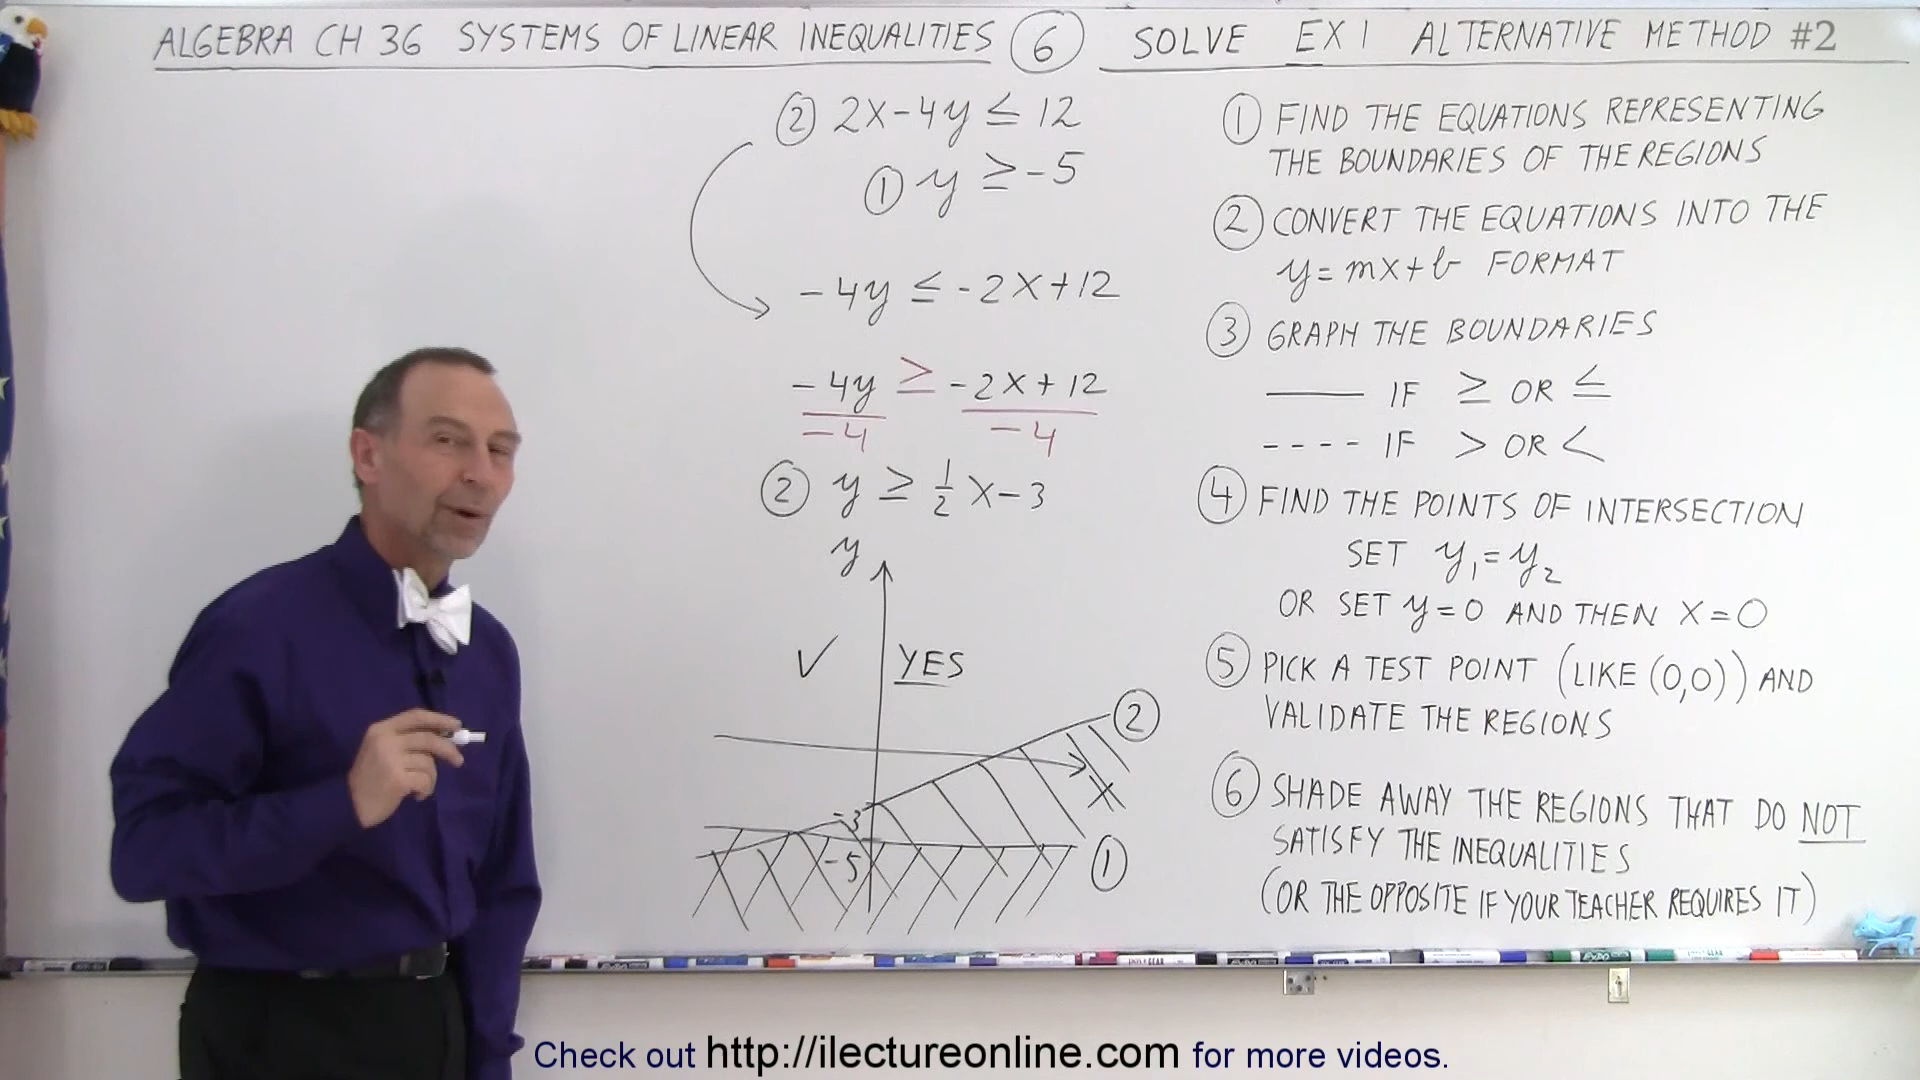 ALGEBRA CH 36 SYSTEMS OF LINEAR INEQUALITIES ⑥ SOLVE EX 1 ALTERNATIVE METHOD #2
② 2x-4y ≤ 12
① y ≥ -5
-4y ≤ -2x+12
-4y ≥ -2x+12
-4 -4
② y ≥ 1/2 x-3
y
✓ YES
②
x
-3
-5
①
① FIND THE EQUATIONS REPRESENTING
THE BOUNDARIES OF THE REGIONS
② CONVERT THE EQUATIONS INTO THE
y=mx+b FORMAT
③ GRAPH THE BOUNDARIES
—— IF ≥ OR ≤
---- IF > OR <
④ FIND THE POINTS OF INTERSECTION
SET y₁=y₂
OR SET y=0 AND THEN X=0
⑤ PICK A TEST POINT (LIKE (0,0)) AND
VALIDATE THE REGIONS
⑥ SHADE AWAY THE REGIONS THAT DO NOT
SATISFY THE INEQUALITIES
(OR THE OPPOSITE IF YOUR TEACHER REQUIRES IT)
EXPO
Check out http://ilectureonline.com for more videos.